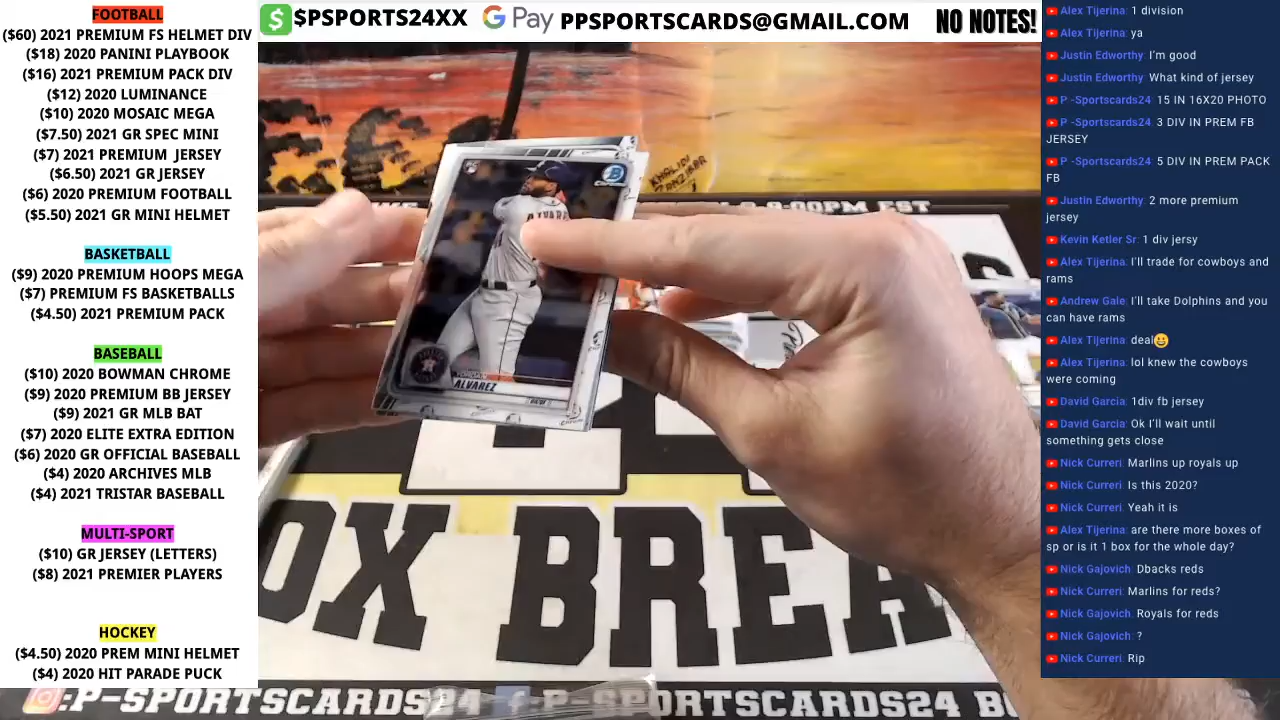 FOOTBALL
($60) 2021 PREMIUM FS HELMET DIV
($18) 2020 PANINI PLAYBOOK
($16) 2021 PREMIUM PACK DIV
($12) 2020 LUMINANCE
($10) 2020 MOSAIC MEGA
($7.50) 2021 GR SPEC MINI
($7) 2021 PREMIUM JERSEY
($6.50) 2021 GR JERSEY
($6) 2020 PREMIUM FOOTBALL
($5.50) 2021 GR MINI HELMET
BASKETBALL
($9) 2020 PREMIUM HOOPS MEGA
($7) PREMIUM FS BASKETBALLS
($4.50) 2021 PREMIUM PACK
BASEBALL
($10) 2020 BOWMAN CHROME
($9) 2020 PREMIUM BB JERSEY
($9) 2021 GR MLB BAT
($7) 2020 ELITE EXTRA EDITION
($6) 2020 GR OFFICIAL BASEBALL
($4) 2020 ARCHIVES MLB
($4) 2021 TRISTAR BASEBALL
MULTI-SPORT
($10) GR JERSEY (LETTERS)
($8) 2021 PREMIER PLAYERS
HOCKEY
($4.50) 2020 PREM MINI HELMET
($4) 2020 HIT PARADE PUCK
$PSPORTS24XX G Pay PPSPORTSCARDS@GMAIL.COM NO NOTES!
KHALIDI
ZANZIBAR
:00PM EST
ALVAREZ
OX BREA
:P-SPORTSCARDS24 f :P-SPORTSCARDS24 BO
Alex Tijerina: 1 division
Alex Tijerina: ya
Justin Edworthy: I'm good
Justin Edworthy: What kind of jersey
P -Sportscards24: 15 IN 16X20 PHOTO
P -Sportscards24: 3 DIV IN PREM FB
JERSEY
P -Sportscards24: 5 DIV IN PREM PACK
FB
Justin Edworthy: 2 more premium
jersey
Kevin Ketler Sr: 1 div jersy
Alex Tijerina: I'll trade for cowboys and
rams
Andrew Gale: I'll take Dolphins and you
can have rams
Alex Tijerina: deal😀
Alex Tijerina: lol knew the cowboys
were coming
David Garcia: 1div fb jersey
David Garcia: Ok I'll wait until
something gets close
Nick Curreri: Marlins up royals up
Nick Curreri: Is this 2020?
Nick Curreri: Yeah it is
Alex Tijerina: are there more boxes of
sp or is it 1 box for the whole day?
Nick Gajovich: Dbacks reds
Nick Curreri: Marlins for reds?
Nick Gajovich: Royals for reds
Nick Gajovich: ?
Nick Curreri: Rip